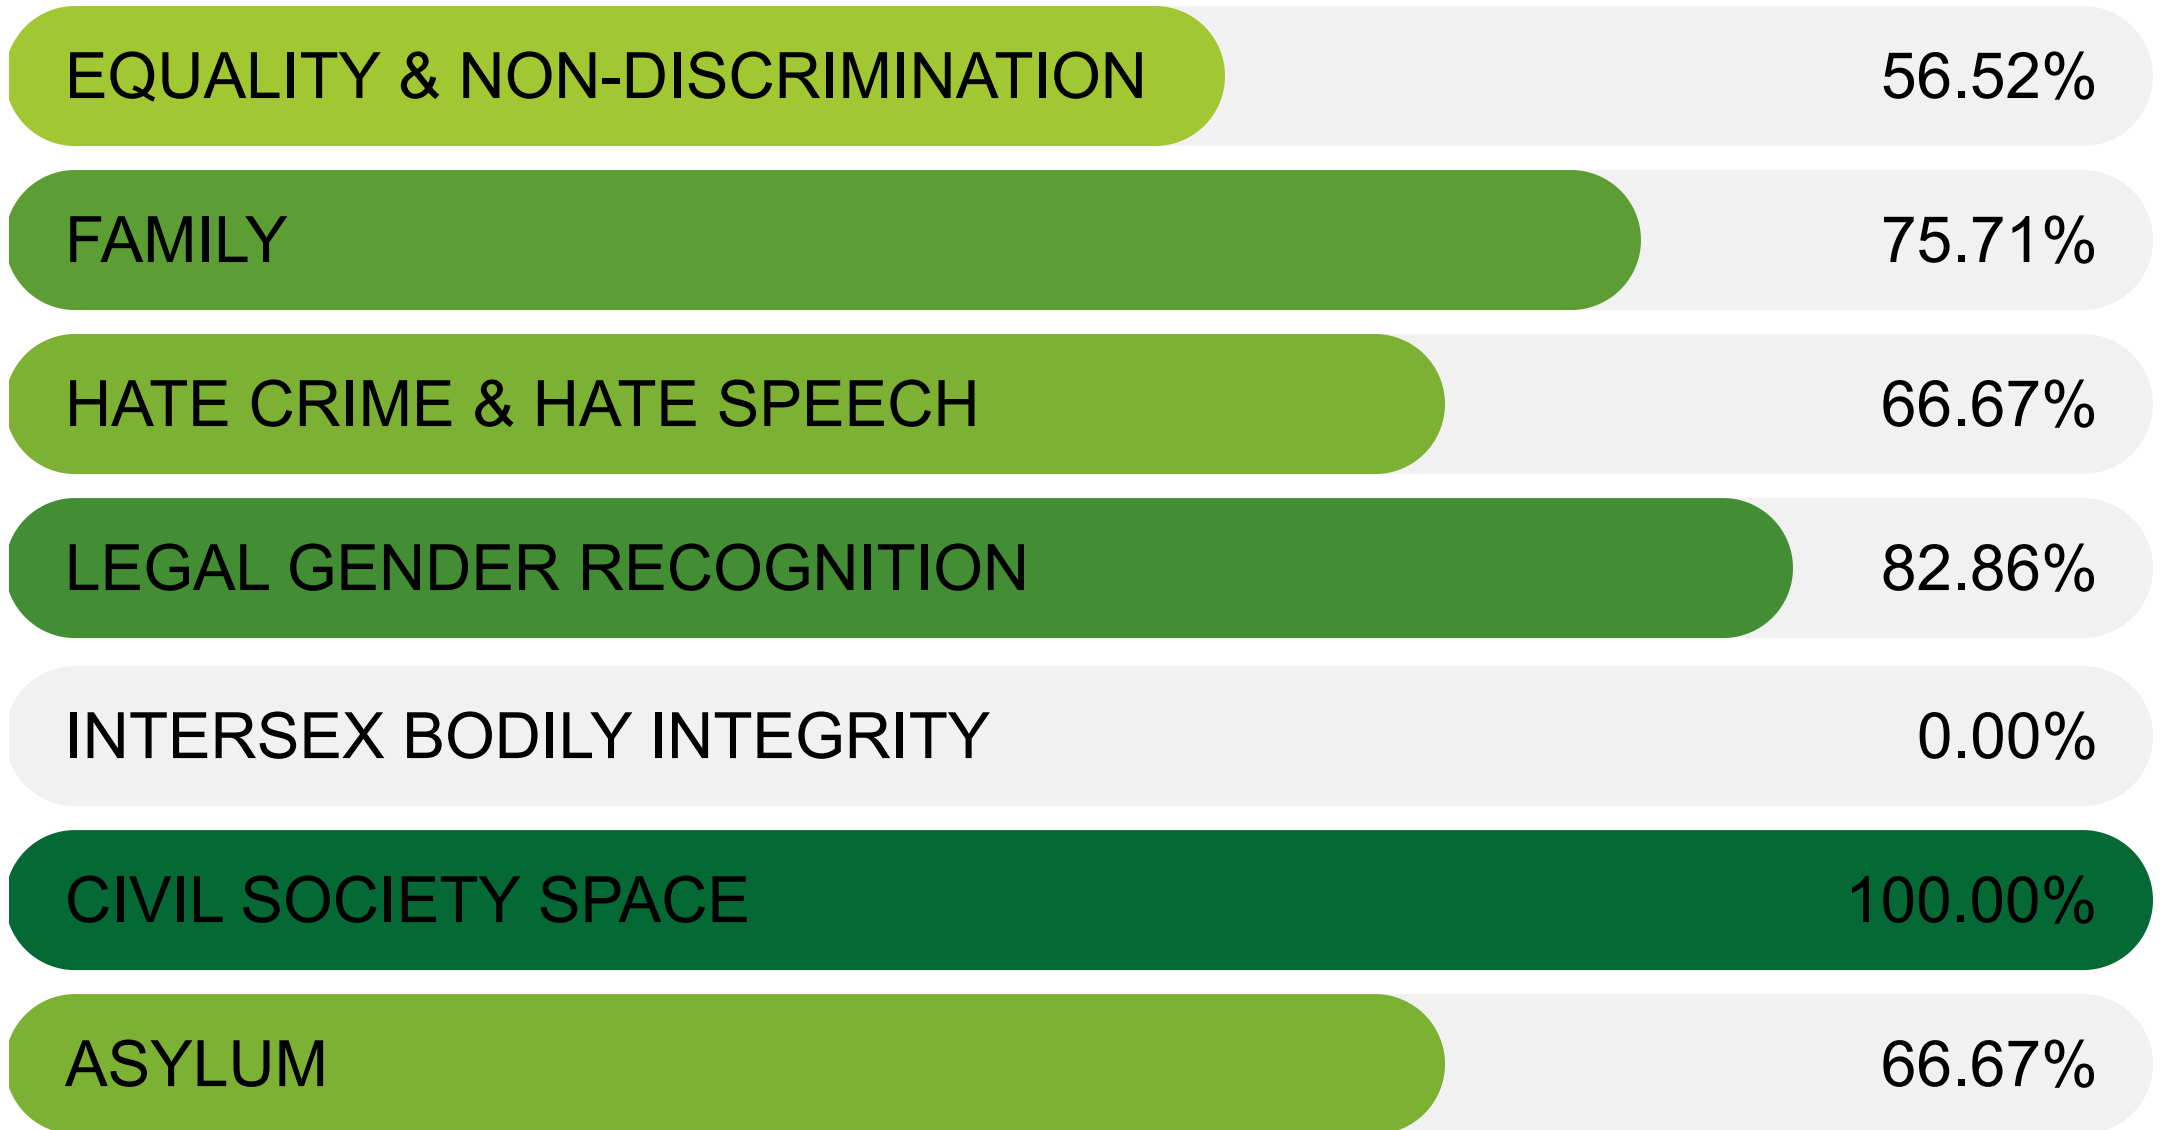 EQUALITY & NON-DISCRIMINATION 56.52%
FAMILY 75.71%
HATE CRIME & HATE SPEECH 66.67%
LEGAL GENDER RECOGNITION 82.86%
INTERSEX BODILY INTEGRITY 0.00%
CIVIL SOCIETY SPACE 100.00%
ASYLUM 66.67%